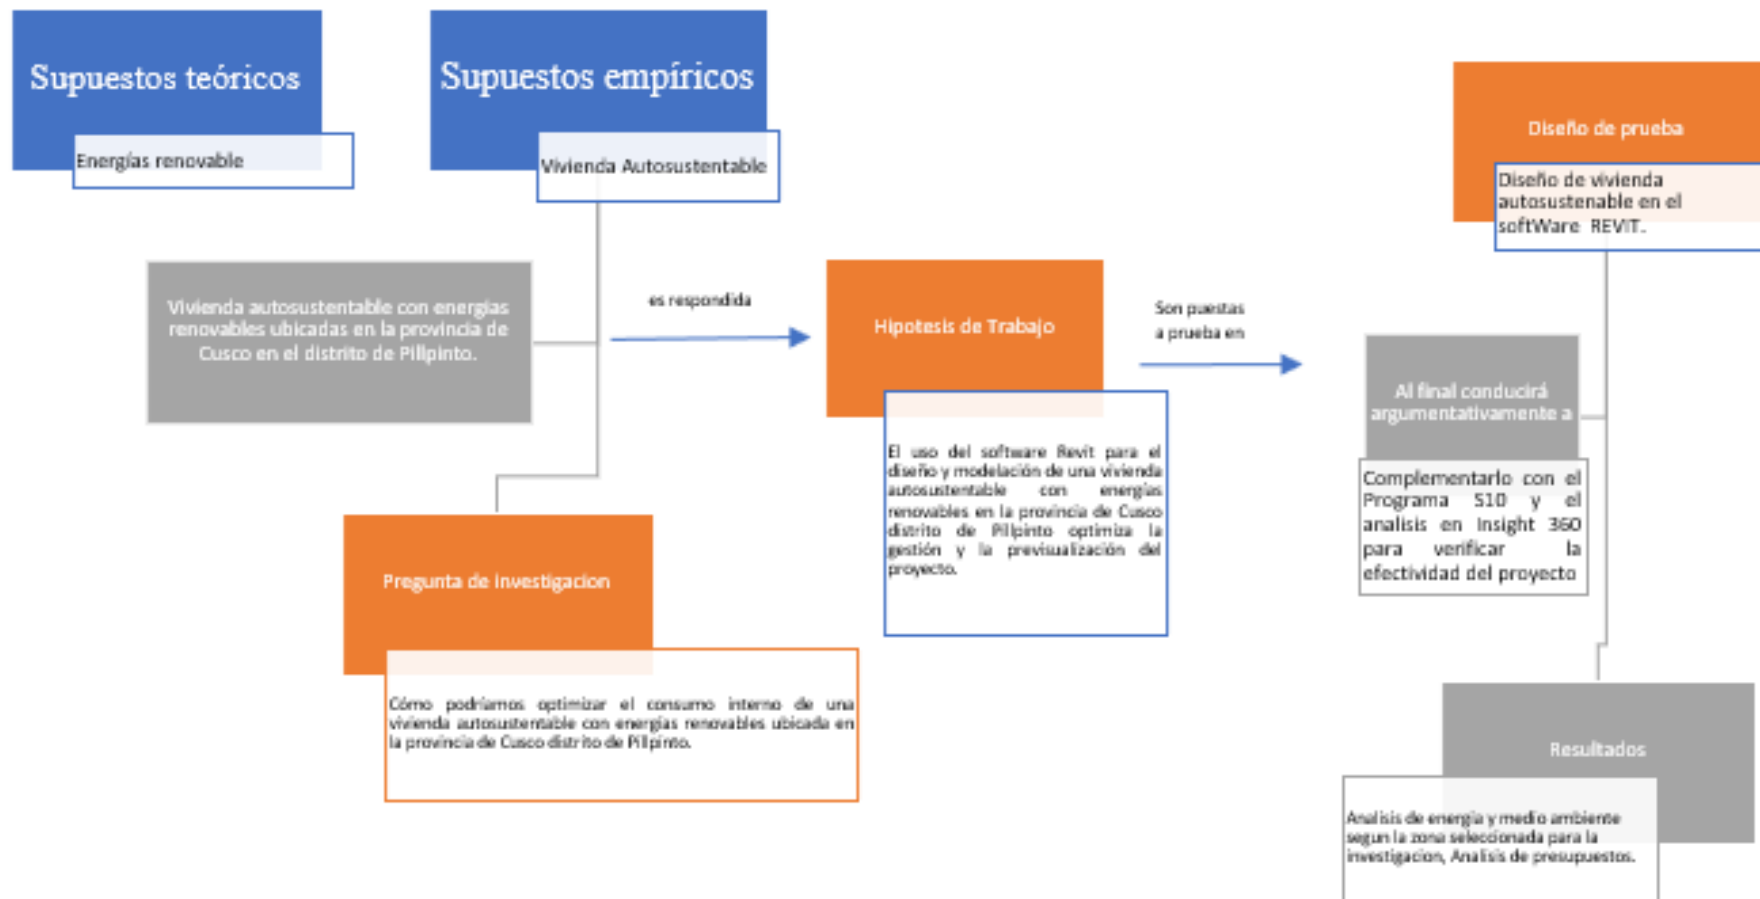 Supuestos teóricos
Energías renovable
Supuestos empíricos
Vivienda Autosustentable
Vivienda autosustentable con energías
renovables ubicadas en la provincia de
Cusco en el distrito de Pillpinto.
Pregunta de investigacion
Cómo podríamos optimizar el consumo interno de una
vivienda autosustentable con energías renovables ubicada en
la provincia de Cusco distrito de Pillpinto.
es respondida
Hipotesis de Trabajo
El uso del software Revit para el
diseño y modelación de una vivienda
autosustentable con energías
renovables en la provincia de Cusco
distrito de Pillpinto optimiza la
gestión y la previsualización del
proyecto.
Son puestas
a prueba en
Diseño de prueba
Diseño de vivienda
autosustenable en el
softWare REVIT.
Al final conducirá
argumentativamente a
Complementarlo con el
Programa S10 y el
analisis en Insight 360
para verificar la
efectividad del proyecto
Resultados
Analisis de energia y medio ambiente
segun la zona seleccionada para la
investigacion, Analisis de presupuestos.